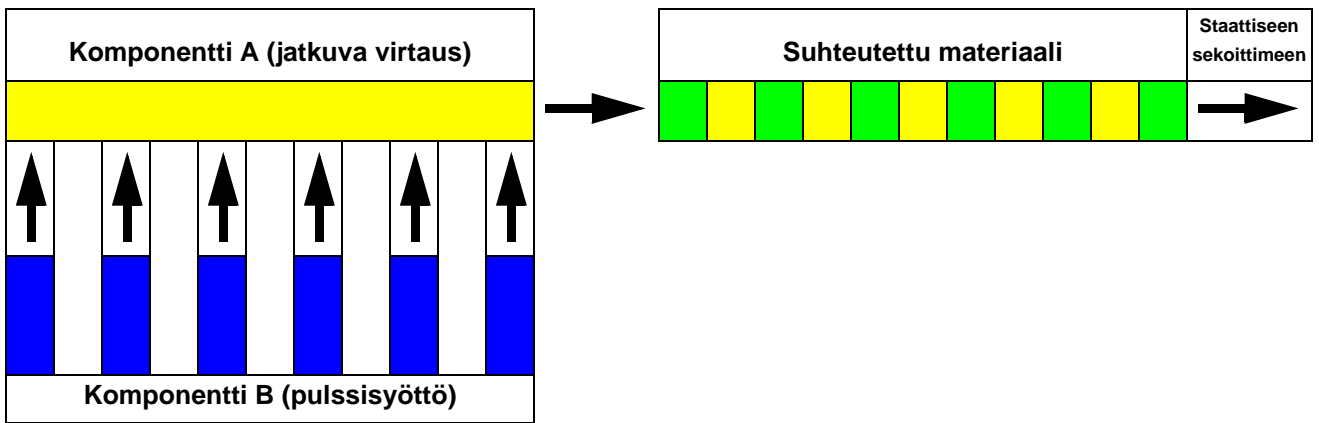 Komponentti A (jatkuva virtaus)
Suhteutettu materiaali
Staattiseen
sekoittimeen
Komponentti B (pulssisyöttö)